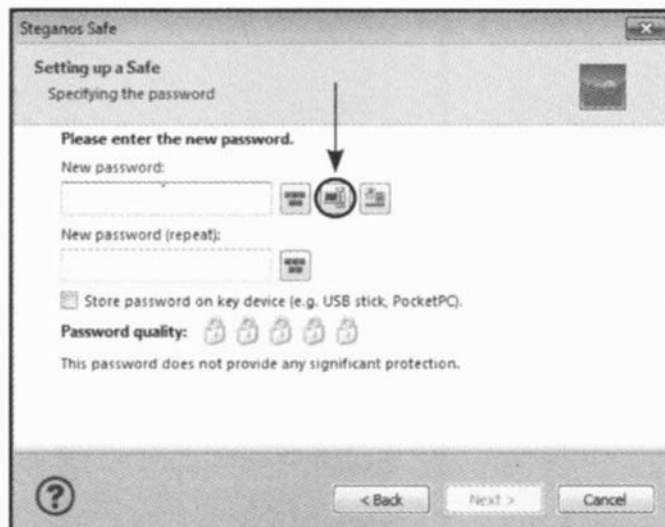 Steganos Safe
Setting up a Safe
Specifying the password
Please enter the new password.
New password:
New password (repeat):
Store password on key device (e.g. USB stick, PocketPC).
Password quality:
This password does not provide any significant protection.
?
< Back Next > Cancel